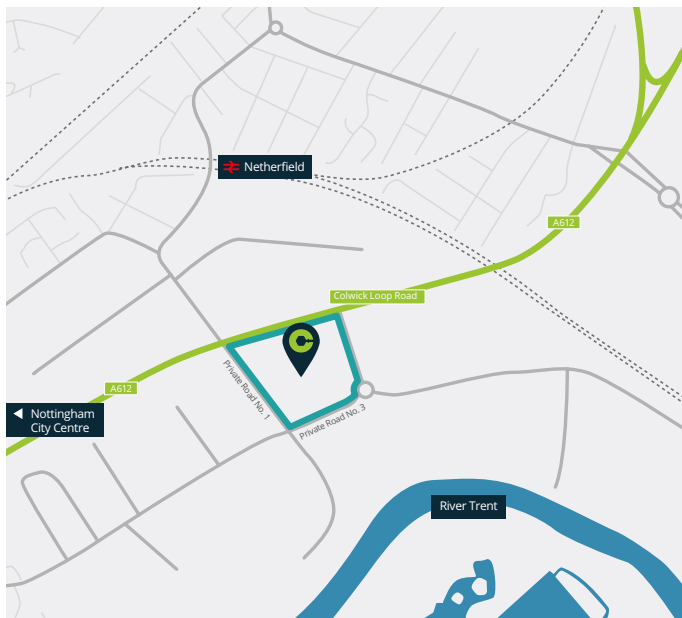 Netherfield
A612
Colwick Loop Road
Private Road No. 1
A612
Nottingham
City Centre
Private Road No. 3
River Trent